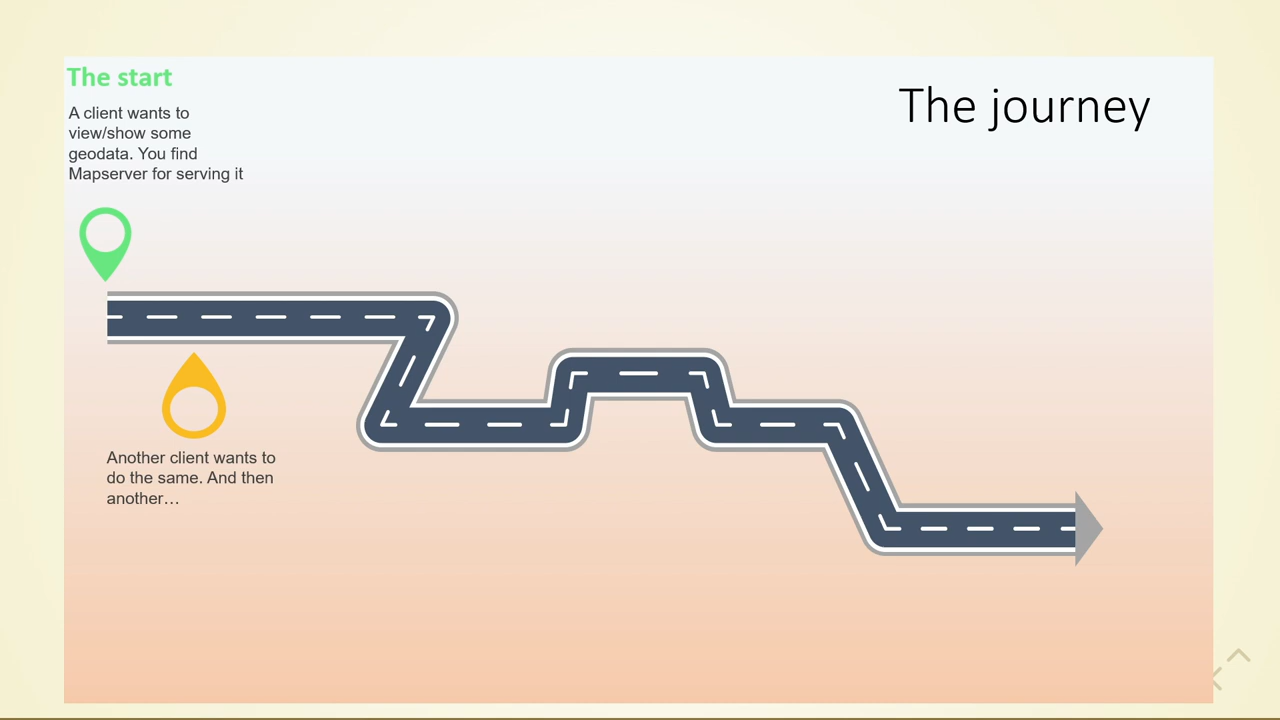 The start
The journey
A client wants to
view/show some
geodata. You find
Mapserver for serving it
Another client wants to
do the same. And then
another…